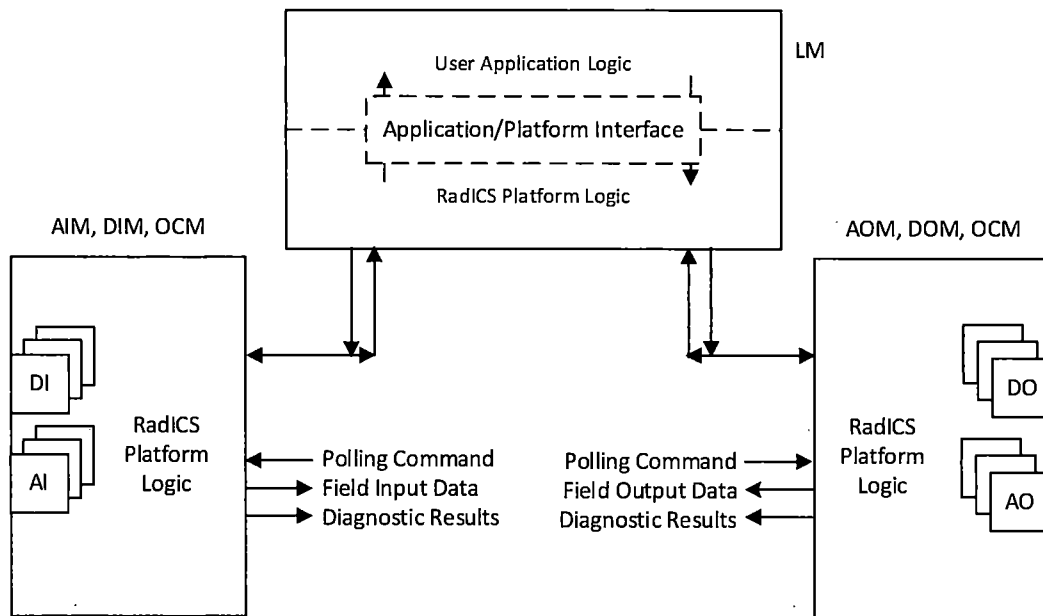 LM
User Application Logic
Application/Platform Interface
RadICS Platform Logic
AIM, DIM, OCM
AOM, DOM, OCM
DI
AI
RadICS
Platform
Logic
DO
AO
RadICS
Platform
Logic
Polling Command
Field Input Data
Diagnostic Results
Polling Command
Field Output Data
Diagnostic Results